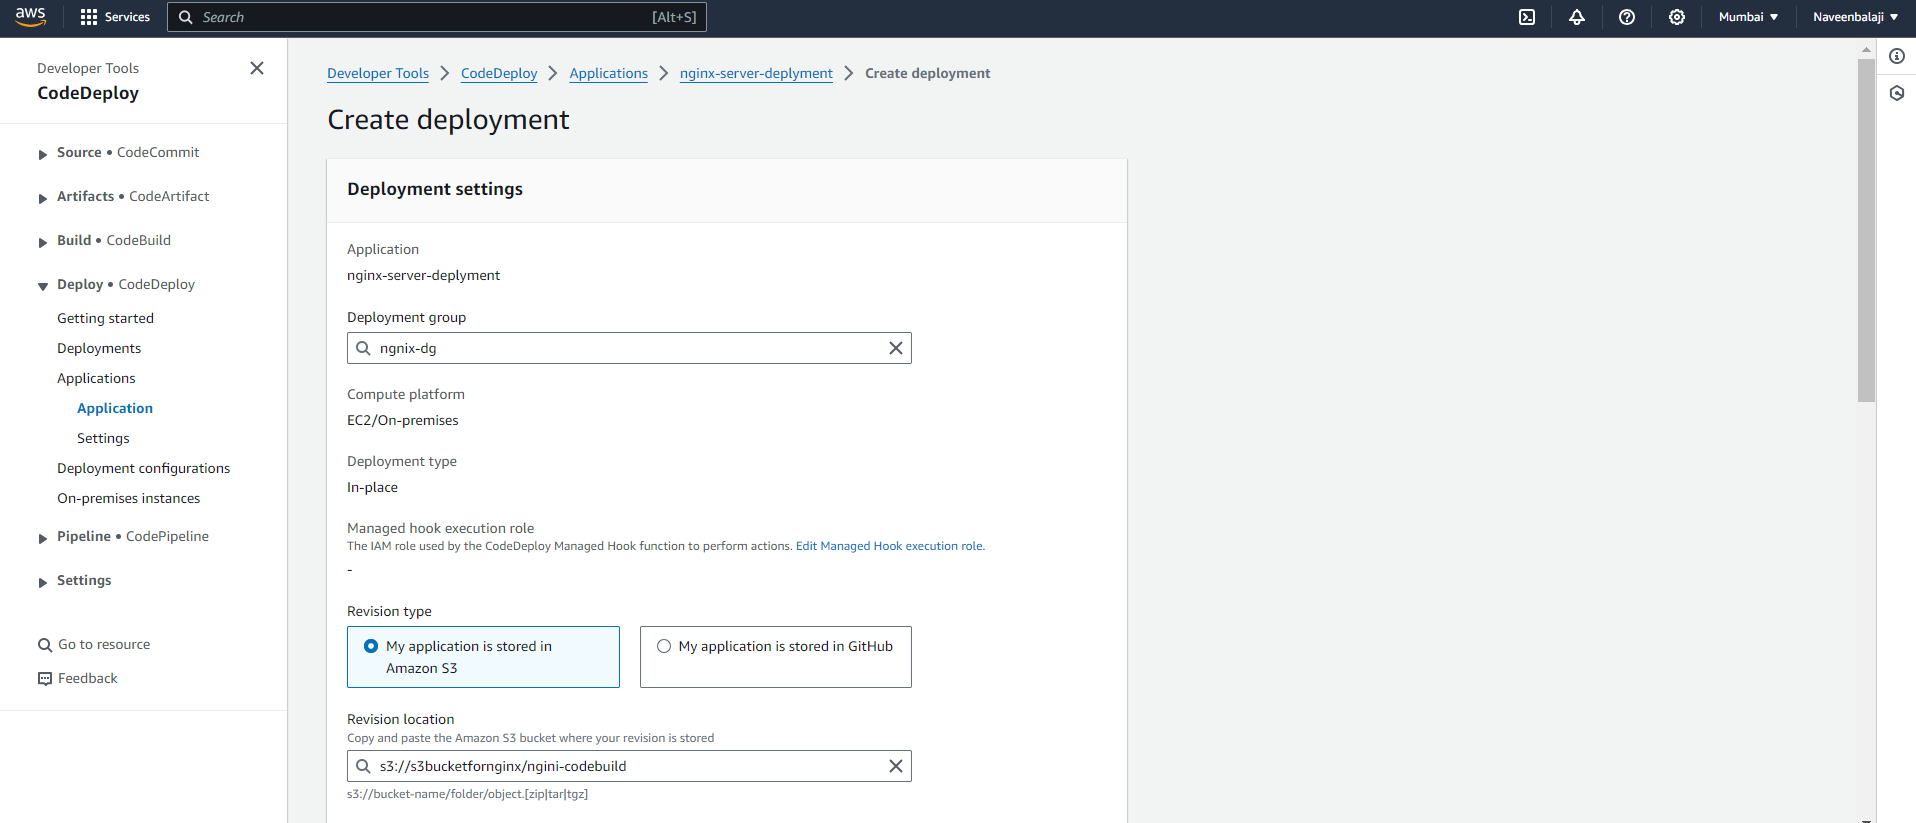 aws
Services
Search
[Alt+S]
Mumbai
Naveenbalaji
Developer Tools
CodeDeploy
Source • CodeCommit
Artifacts • CodeArtifact
Build • CodeBuild
Deploy • CodeDeploy
Getting started
Deployments
Applications
Application
Settings
Deployment configurations
On-premises instances
Pipeline • CodePipeline
Settings
Go to resource
Feedback
Developer Tools > CodeDeploy > Applications > nginx-server-deplyment > Create deployment
Create deployment
Deployment settings
Application
nginx-server-deplyment
Deployment group
ngnix-dg
Compute platform
EC2/On-premises
Deployment type
In-place
Managed hook execution role
The IAM role used by the CodeDeploy Managed Hook function to perform actions. Edit Managed Hook execution role.
-
Revision type
My application is stored in
Amazon S3
My application is stored in GitHub
Revision location
Copy and paste the Amazon S3 bucket where your revision is stored
s3://s3bucketfornginx/ngini-codebuild
s3://bucket-name/folder/object.[zip|tar|tgz]